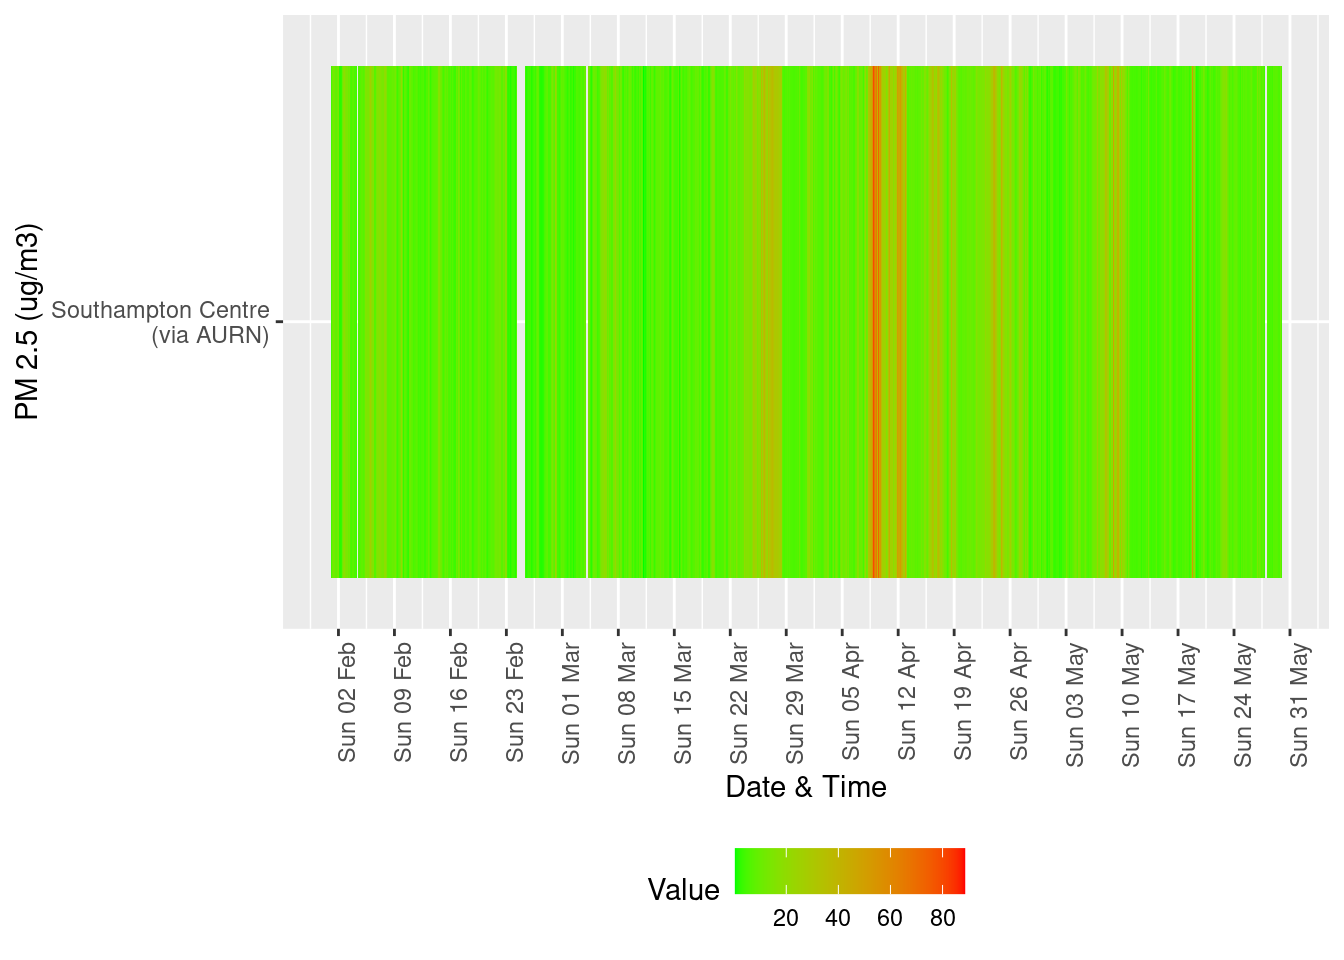 PM 2.5 (ug/m3)
Southampton Centre
(via AURN)
Sun 02 Feb
Sun 09 Feb
Sun 16 Feb
Sun 23 Feb
Sun 01 Mar
Sun 08 Mar
Sun 15 Mar
Sun 22 Mar
Sun 29 Mar
Sun 05 Apr
Sun 12 Apr
Sun 19 Apr
Sun 26 Apr
Sun 03 May
Sun 10 May
Sun 17 May
Sun 24 May
Sun 31 May
Date & Time
Value
20 40 60 80